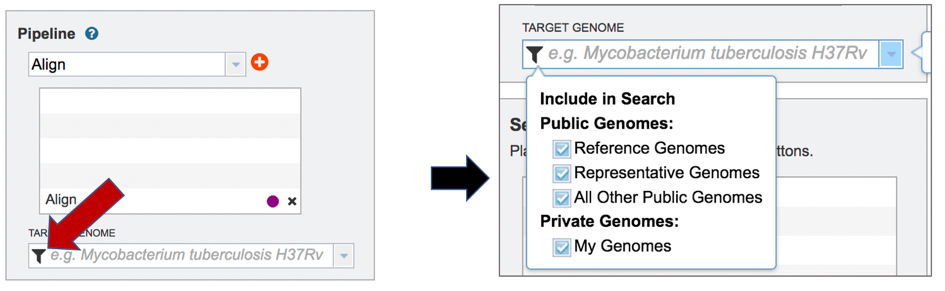 Pipeline ?
Align
Align
TAR GENOME
e.g. Mycobacterium tuberculosis H37Rv
TARGET GENOME
e.g. Mycobacterium tuberculosis H37Rv
Include in Search
Public Genomes:
Reference Genomes
Representative Genomes
All Other Public Genomes
Private Genomes:
My Genomes
Se
Pla
ttons.